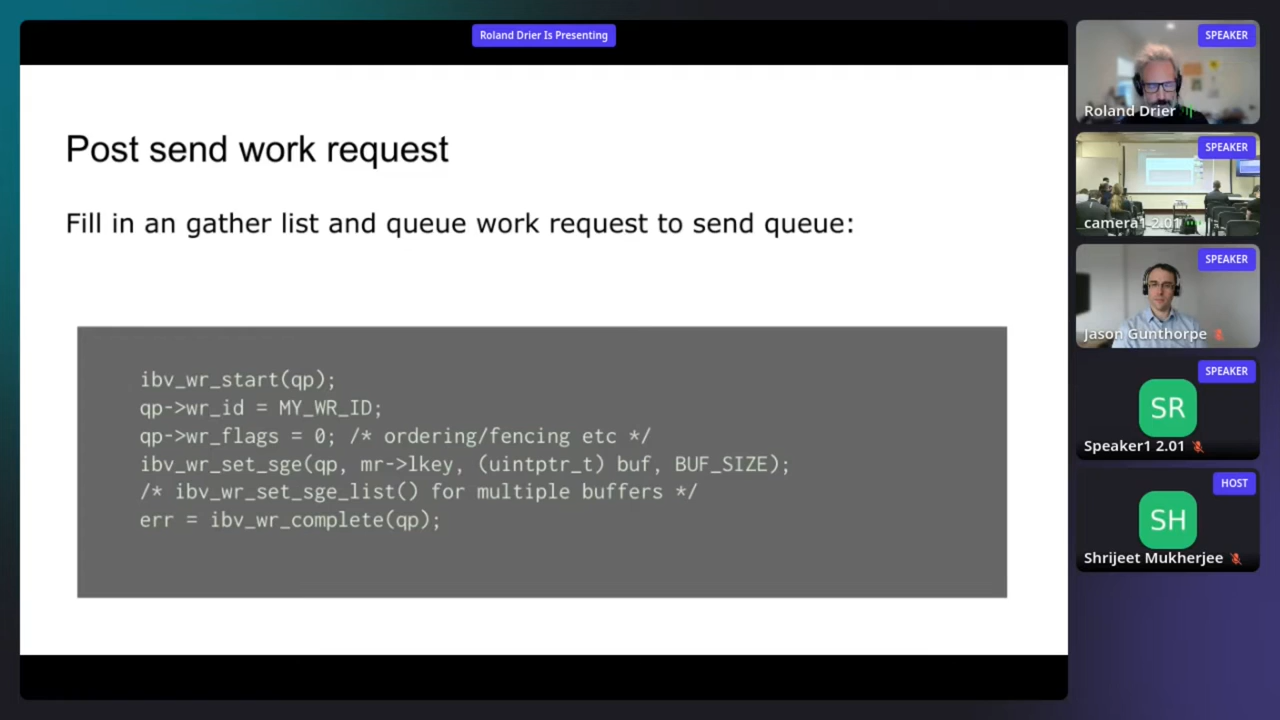 Roland Drier Is Presenting
Post send work request
Fill in an gather list and queue work request to send queue:
ibv_wr_start(qp);
qp->wr_id = MY_WR_ID;
qp->wr_flags = 0; /* ordering/fencing etc */
ibv_wr_set_sge(qp, mr->lkey, (uintptr_t) buf, BUF_SIZE);
/* ibv_wr_set_sge_list() for multiple buffers */
err = ibv_wr_complete(qp);
SPEAKER
Roland Drier
SPEAKER
camera1 2.01
SPEAKER
Jason Gunthorpe
SPEAKER
SR
Speaker1 2.01
HOST
SH
Shrijeet Mukherjee